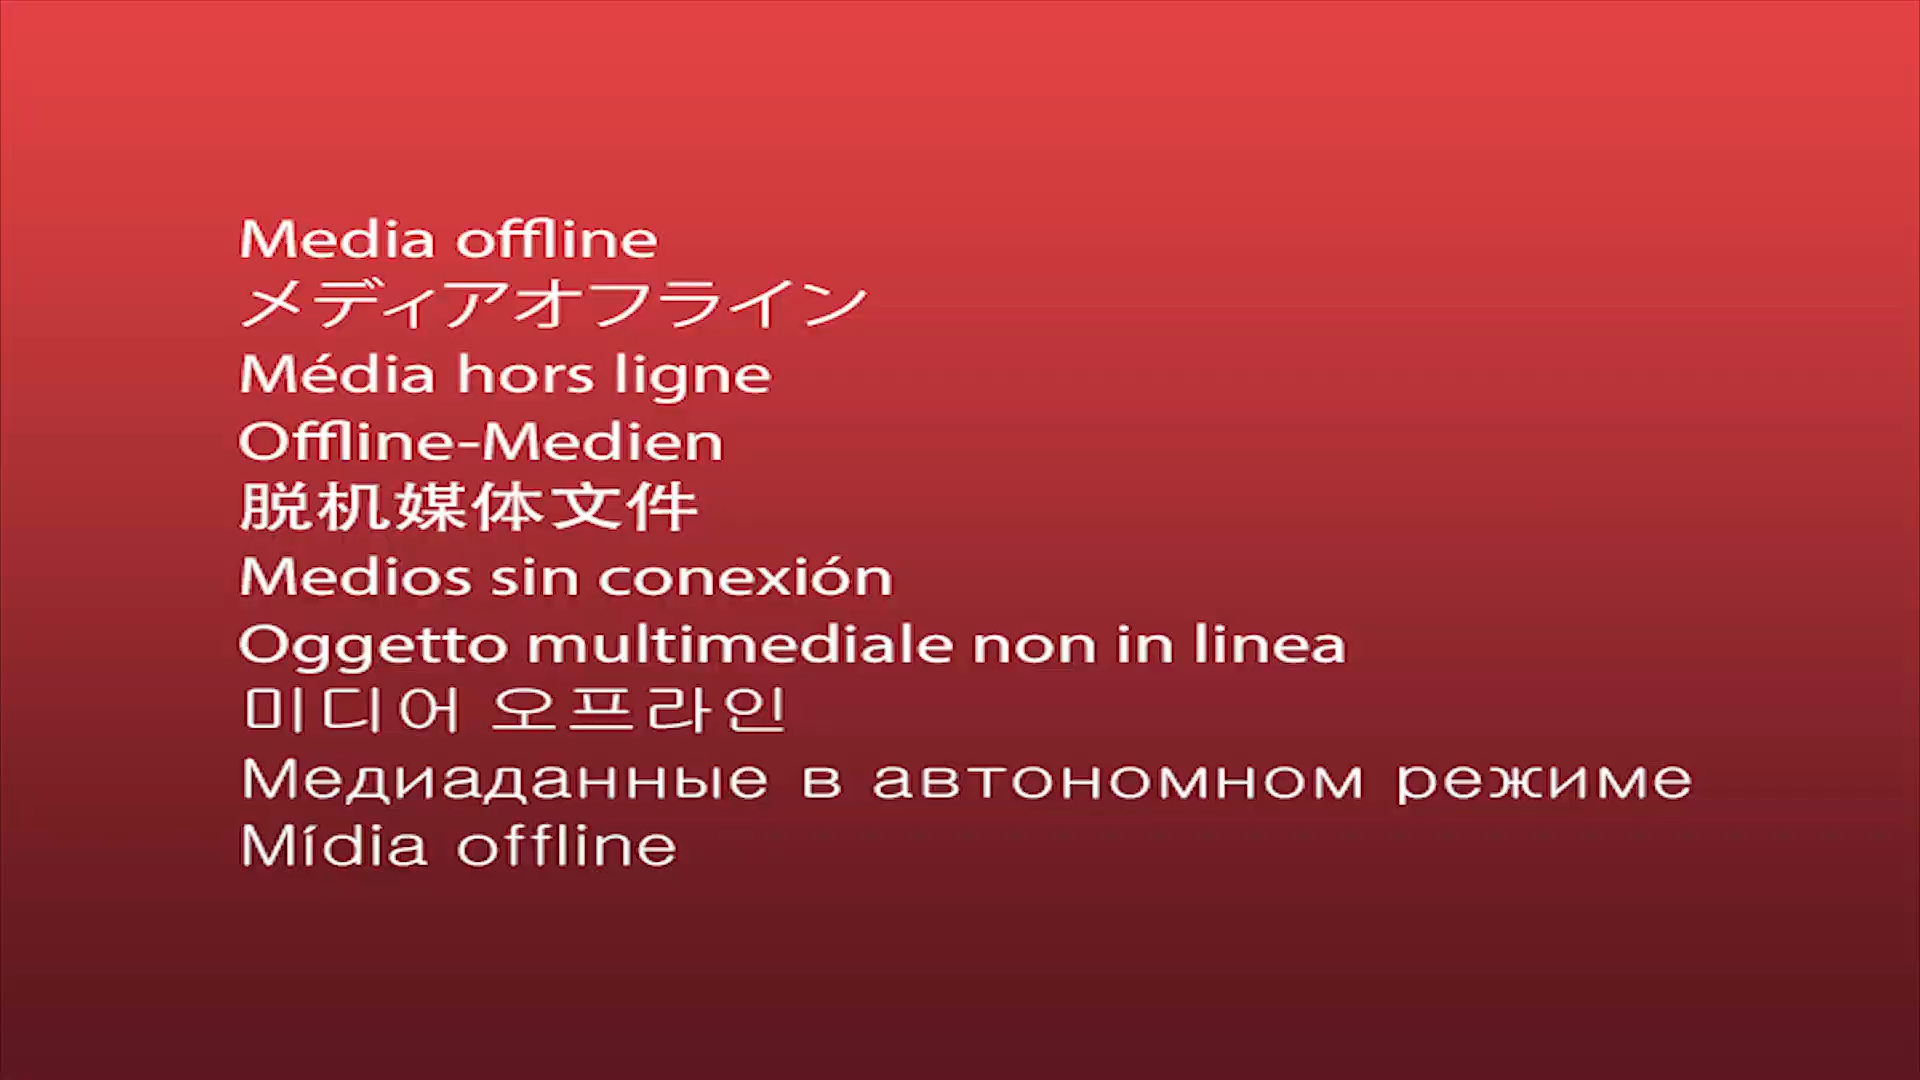 Media offline
メディアオフライン
Média hors ligne
Offline-Medien
脱机媒体文件
Medios sin conexión
Oggetto multimediale non in linea
미디어 오프라인
Медиаданные в автономном режиме
Mídia offline